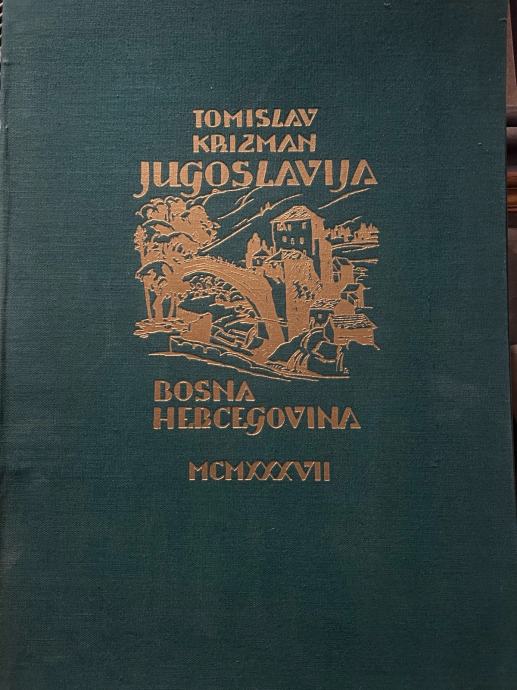 TOMISLAV
KRIZMAN
JUGOSLAVIJA
BOSNA
HERCEGOVINA
MCMXXXVII